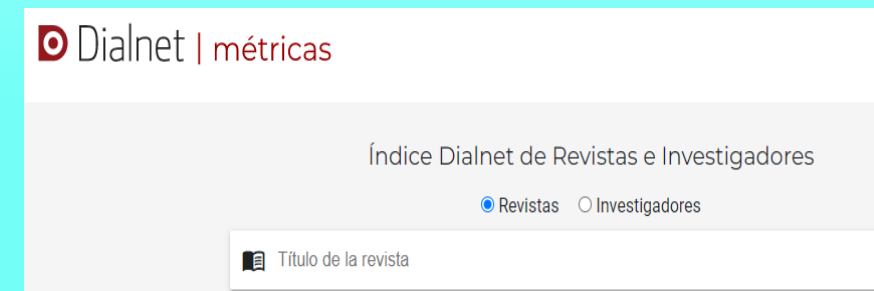 Dialnet | métricas
Índice Dialnet de Revistas e Investigadores
Revistas Investigadores
Título de la revista